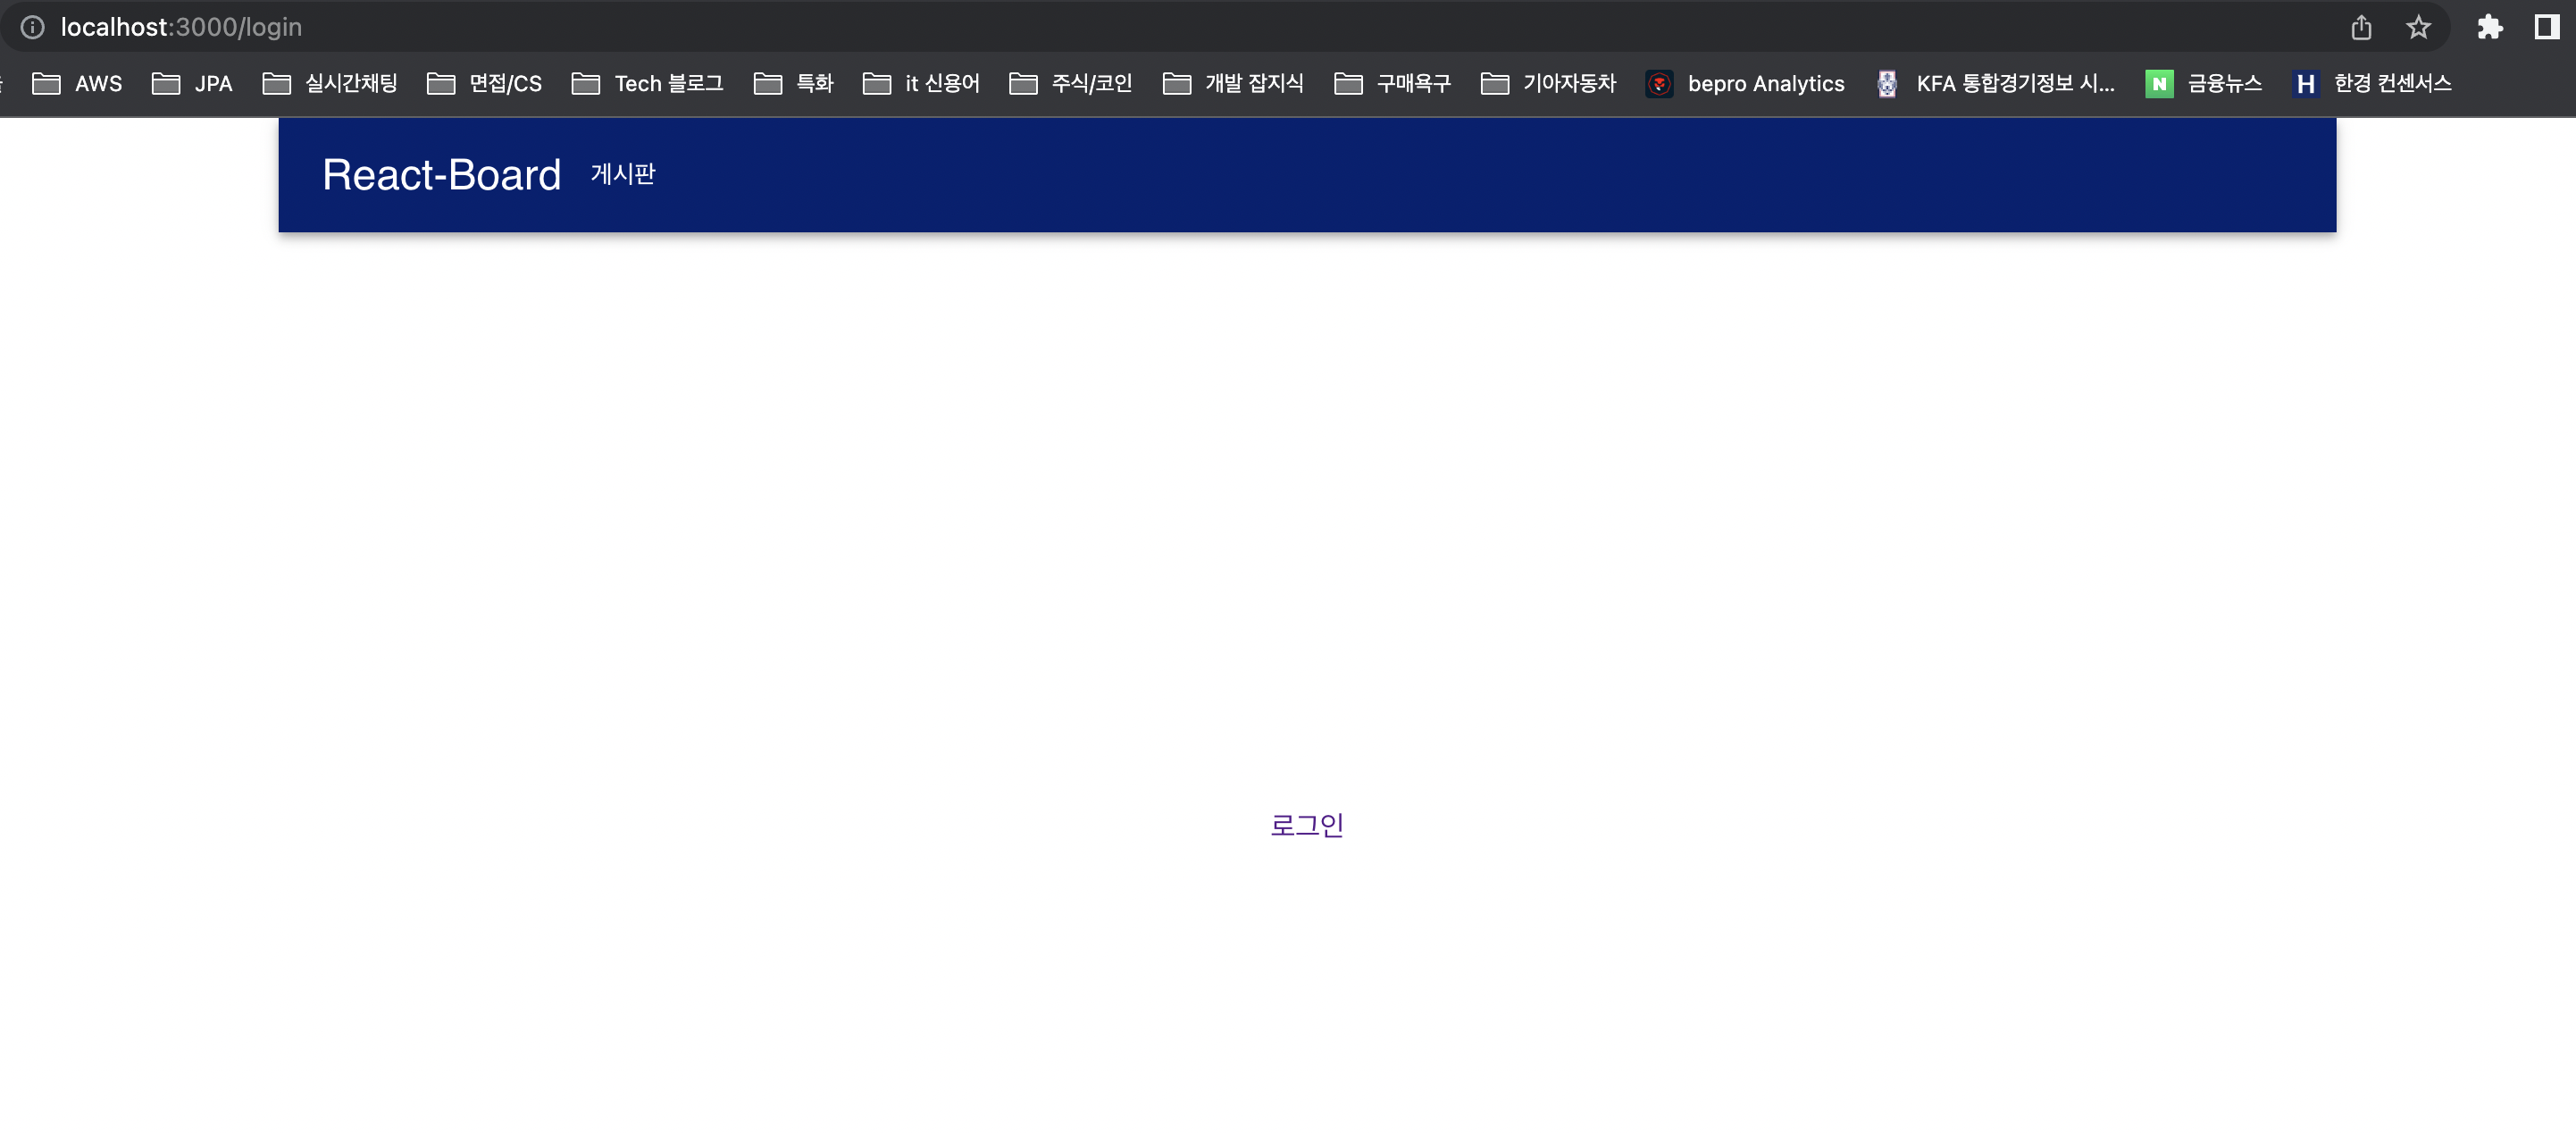 localhost:3000/login
AWS JPA 실시간채팅 면접/CS Tech 블로그 특화 it 신용어 주식/코인 개발 잡지식 구매욕구 기아자동차 bepro Analytics KFA 통합경기정보 시... N 금융뉴스 H 한경 컨센서스
React-Board 게시판
로그인